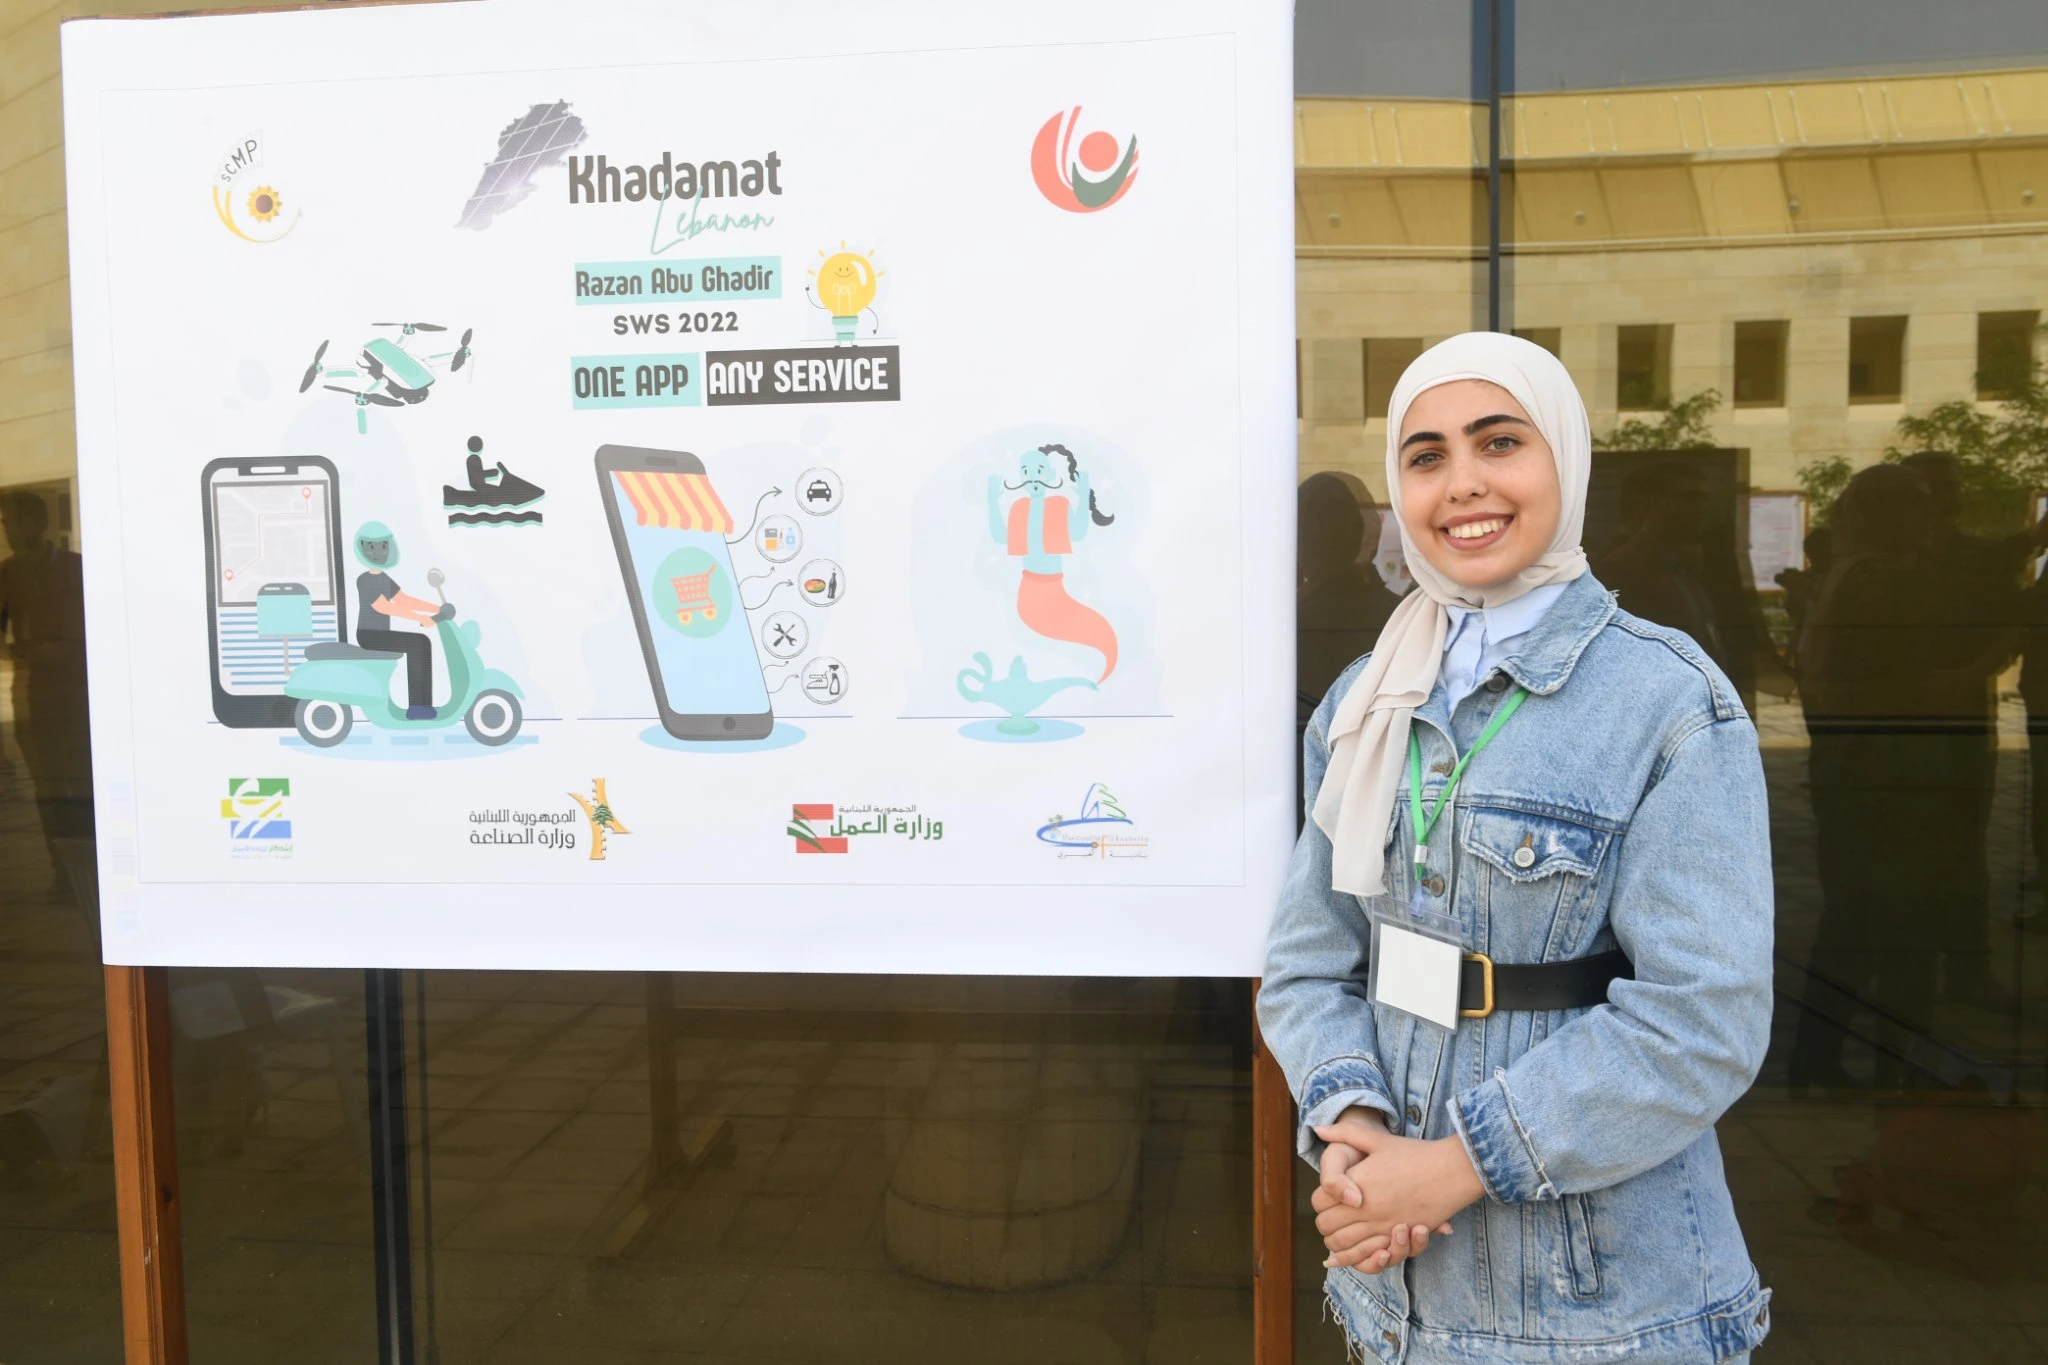 sCMP
Khadamat
Lebanon
Razan Abu Ghadir
SWS 2022
ONE APP ANY SERVICE
الجمهورية اللبنانية
وزارة الصناعة
الجمهورية اللبنانية
وزارة العمل